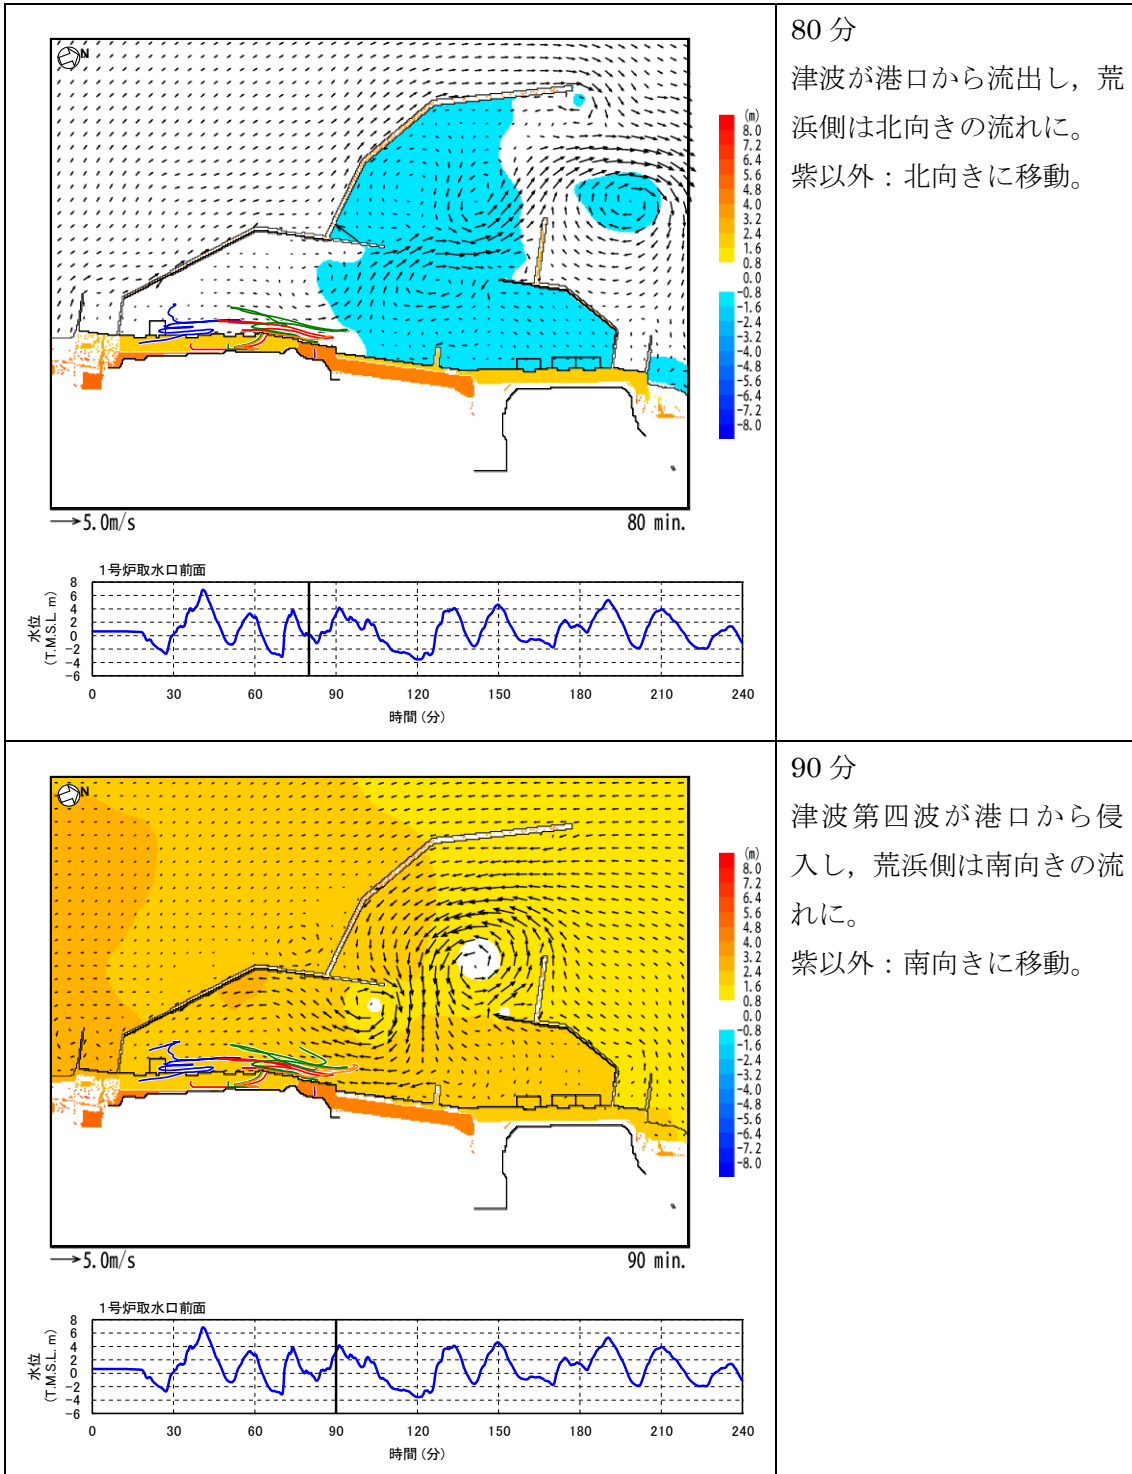 80 分
津波が港口から流出し，荒
浜側は北向きの流れに。
紫以外：北向きに移動。
N
(m)
8.0
7.2
6.4
5.6
4.8
4.0
3.2
2.4
1.6
0.8
0.0
-0.8
-1.6
-2.4
-3.2
-4.0
-4.8
-5.6
-6.4
-7.2
-8.0
5.0m/s
80 min.
1号炉取水口前面
水位
(T.M.S.L. m)
8
6
4
2
0
-2
-4
-6
0 30 60 90 120 150 180 210 240
時間(分)
90 分
津波第四波が港口から侵
入し，荒浜側は南向きの流
れに。
紫以外：南向きに移動。
N
(m)
8.0
7.2
6.4
5.6
4.8
4.0
3.2
2.4
1.6
0.8
0.0
-0.8
-1.6
-2.4
-3.2
-4.0
-4.8
-5.6
-6.4
-7.2
-8.0
5.0m/s
90 min.
1号炉取水口前面
水位
(T.M.S.L. m)
8
6
4
2
0
-2
-4
-6
0 30 60 90 120 150 180 210 240
時間(分)